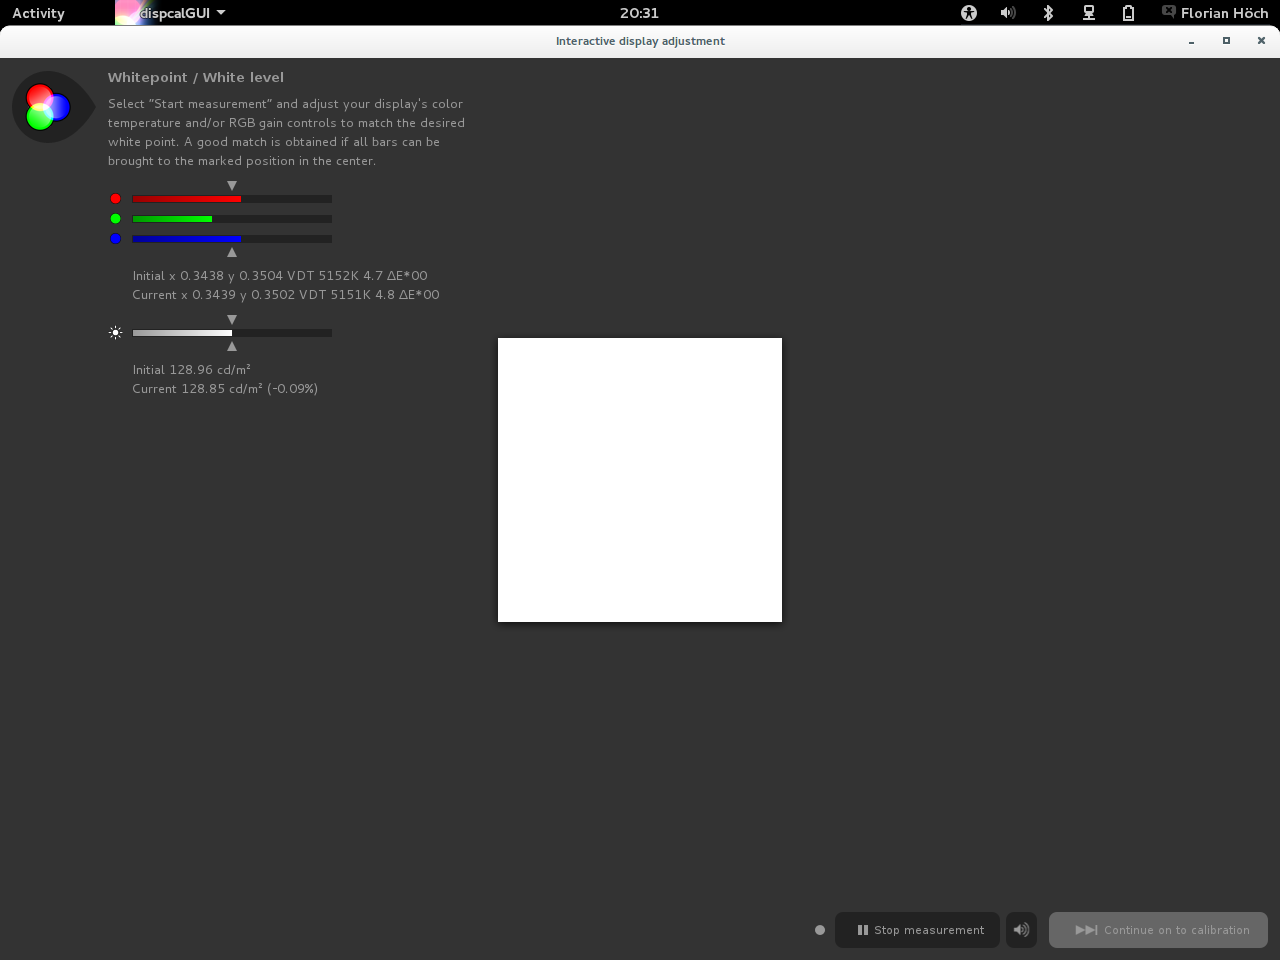 Activity
dispcalGUI
20:31
Florian Höch
Interactive display adjustment
Whitepoint / White level
Select "Start measurement" and adjust your display's color
temperature and/or RGB gain controls to match the desired
white point. A good match is obtained if all bars can be
brought to the marked position in the center.
Initial x 0.3438 y 0.3504 VDT 5152K 4.7 ΔE*00
Current x 0.3439 y 0.3502 VDT 5151K 4.8 ΔE*00
Initial 128.96 cd/m²
Current 128.85 cd/m² (-0.09%)
Stop measurement
Continue on to calibration